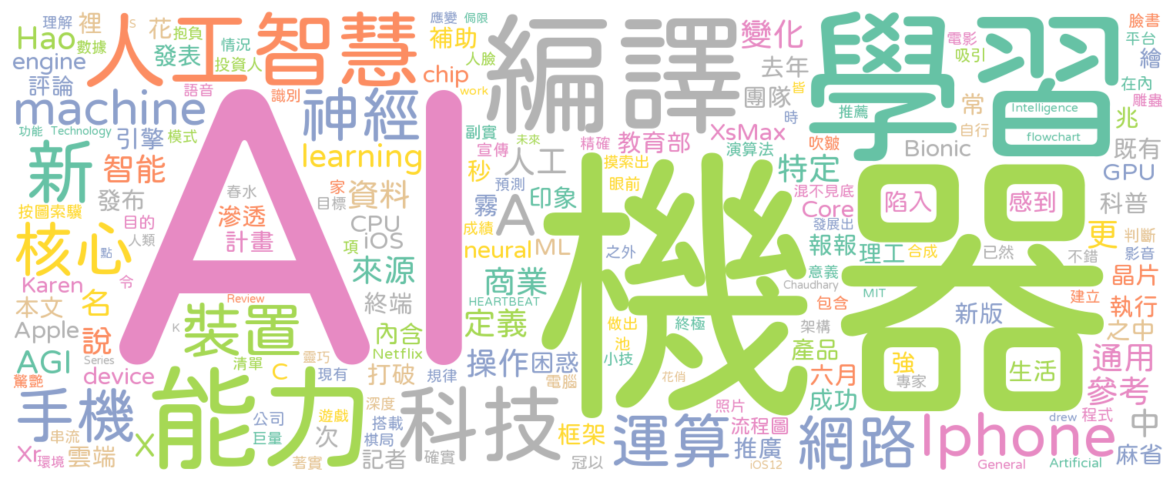 AI
機器
學習
人工智慧
編譯
能力
科技
神經
machine
Iphone
核心
新
手機
裝置
運算
網路
理解
Hao
數據
抱負
engine
投資人
評論
發表
花
裡
情況
應變
侷限
補助
人臉
chip
語音
識別
work
變化
去年
團隊
皆
時
電影
吸引
臉書
平台
繪
在內
雕蟲
推薦
常
自行
Intelligence
flowchart
兆
既有
GPU
功能
Technology
模式
引擎
智能
learning
副實
宣傳
未來
精確
教育部
XsMax
演算法
吹皺
Bionic
秒
人工
預測
摸索出
眼前
特定
混不見底
科普
按圖索驥
發布
目的
人類
春水
家
目標
資料
CPU
iOS
霧
印象
A
成績
neural
ML
之外
Core
發展出
報報
理工
意義
Chaudhary
合成
MIT
包含
已然
不錯
更
判斷
影音
晶片
建立
執行
滲透
計畫
點
令
項
來源
商業
HEARTBEAT
定義
Karen
本文
名
Apple
說
Review
終端
內含
Netflix
做出
終極
架構
池
小技
產品
新版
之中
通用
AGI
Series
K
靈巧
清單
現有
C
打破
規律
操作
困惑
電腦
花俏
六月
成功
強
專家
生活
陷入
感到
參考
驚艷
device
X
公司
巨量
遊戲
深度
搭載
棋局
次
著實
記者
確實
框架
冠以
照片
流程圖
推廣
iOS12
drew
程式
中
麻省
General
Artificial
串流
Xr
環境
雲端
s